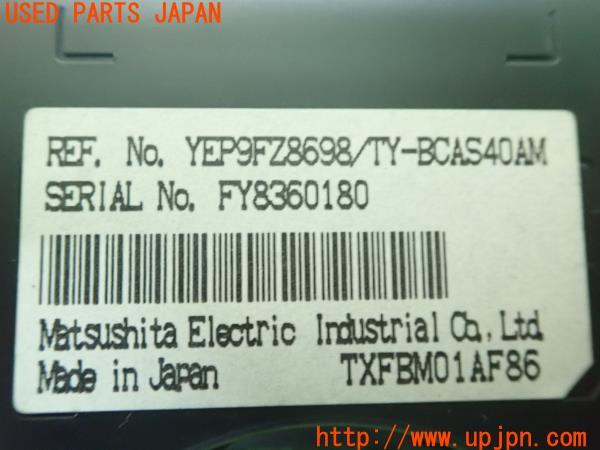 USED PARTS JAPAN
REF. No. YEP9FZ8698/TY-BCAS40AM
SERIAL No. FY8360180
Matsushita Electric Industrial Co., Ltd.
Made in Japan TXFBM01AF86
http://www.upjpn.com/